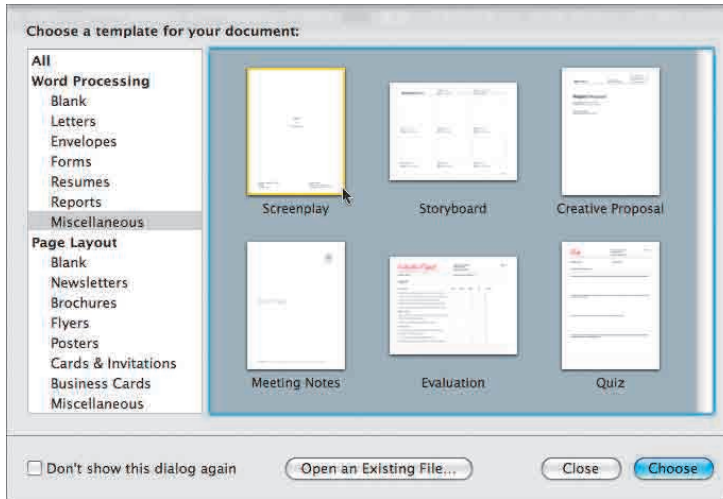 Choose a template for your document:
All
Word Processing
Blank
Letters
Envelopes
Forms
Resumes
Reports
Miscellaneous
Page Layout
Blank
Newsletters
Brochures
Flyers
Posters
Cards & Invitations
Business Cards
Miscellaneous
Screenplay
Storyboard
Creative Proposal
Meeting Notes
Evaluation
Quiz
Don't show this dialog again
Open an Existing File...
Close
Choose